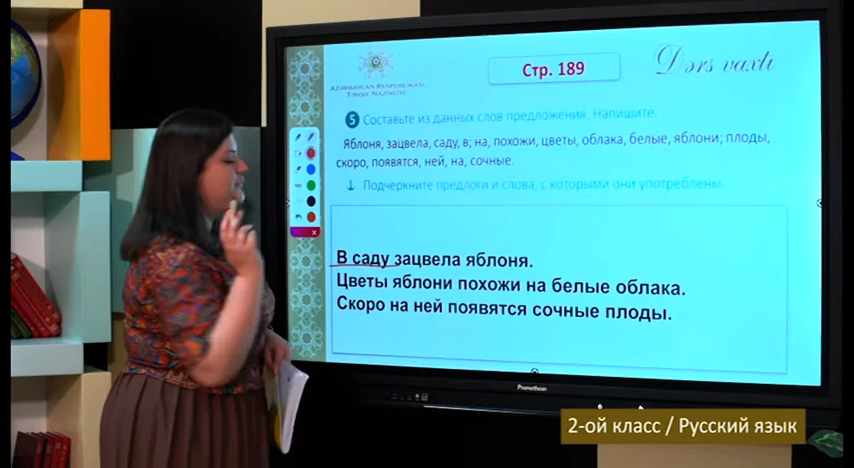 Стр. 189
Dərs vaxtı
AZƏRBAYCAN RESPUBLİKASI
TƏHSİL NAZİRLİYİ
5 Составьте из данных слов предложения. Напишите.
Яблоня, зацвела, саду, в; на, похожи, цветы, облака, белые, яблони; плоды,
скоро, появятся, ней, на, сочные.
Подчеркните предлоги и слова, с которыми они употреблены.
В саду зацвела яблоня.
Цветы яблони похожи на белые облака.
Скоро на ней появятся сочные плоды.
Promethean
2-ой класс / Русский язык